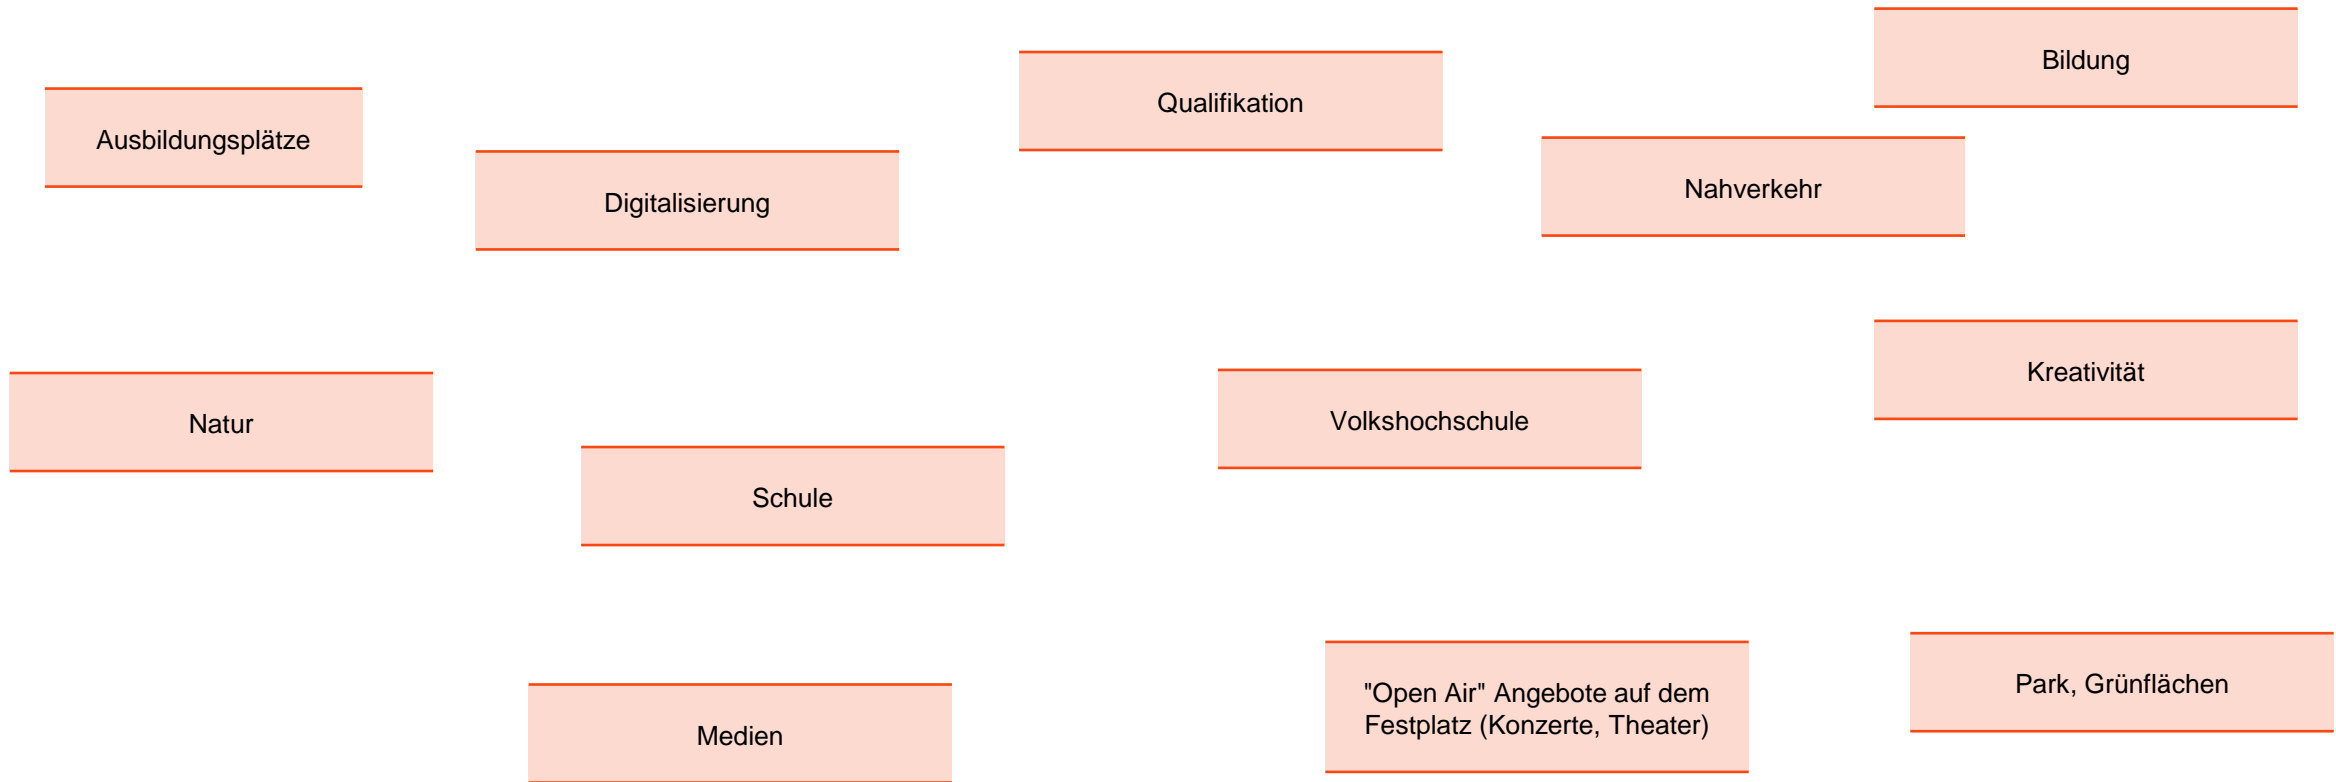 Bildung
Qualifikation
Ausbildungsplätze
Nahverkehr
Digitalisierung
Kreativität
Volkshochschule
Natur
Schule
Park, Grünflächen
"Open Air" Angebote auf dem
Festplatz (Konzerte, Theater)
Medien